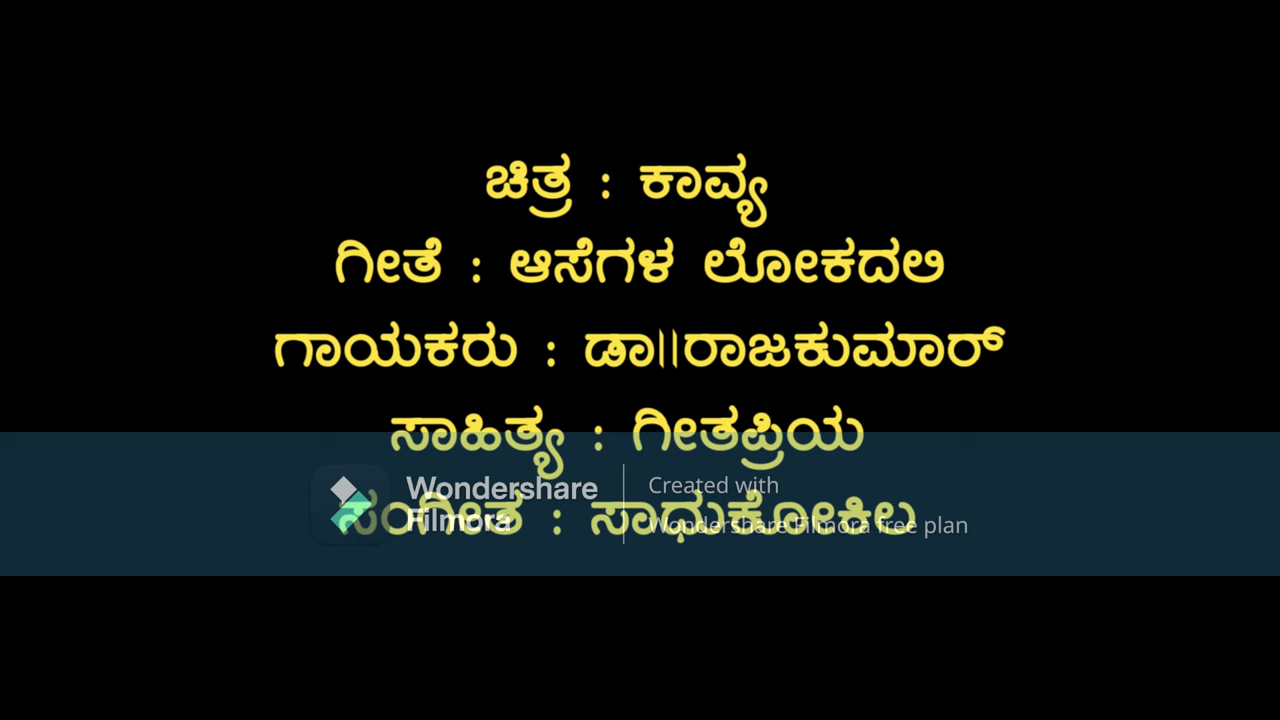 ಚಿತ್ರ : ಕಾವ್ಯ
ಗೀತೆ : ಆಸೆಗಳ ಲೋಕದಲಿ
ಗಾಯಕರು : ಡಾ||ರಾಜಕುಮಾರ್
ಸಾಹಿತ್ಯ : ಗೀತಪ್ರಿಯ
ಸಂಗೀತ : ಸಾಧುಕೋಕಿಲ
Wondershare
Filmora
Created with
Wondershare Filmora free plan